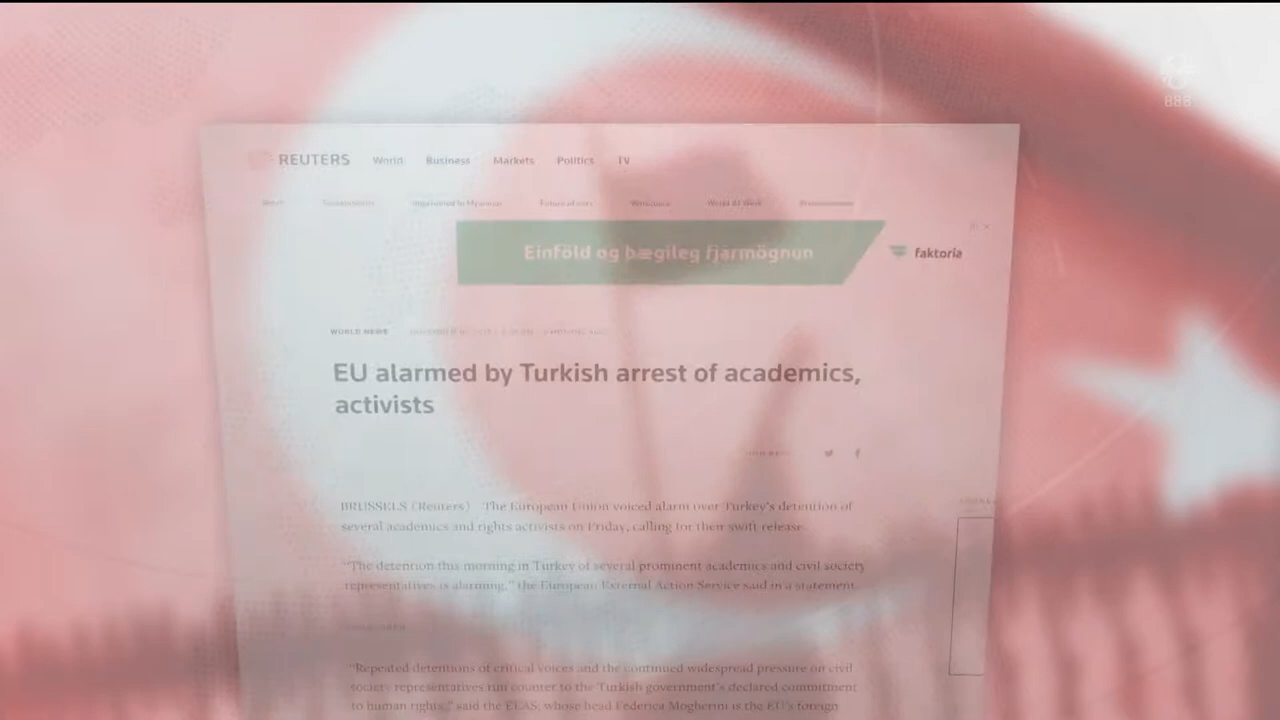 888
REUTERS World Business Markets Politics TV
Einföld og þægileg fjármögnun
faktoria
WORLD NEWS
EU alarmed by Turkish arrest of academics,
activists
BRUSSELS (Reuters) The European Union voiced alarm over Turkey's detention of
several academics and rights activists on Friday, calling for their swift release.
"The detention this morning in Turkey of several prominent academics and civil society
representatives is alarming," the European External Action Service said in a statement.
"Repeated detentions of critical voices and the continued widespread pressure on civil
society representatives run counter to the Turkish government's declared commitment
to human rights," said the EEAS, whose head Federica Mogherini is the EU's foreign